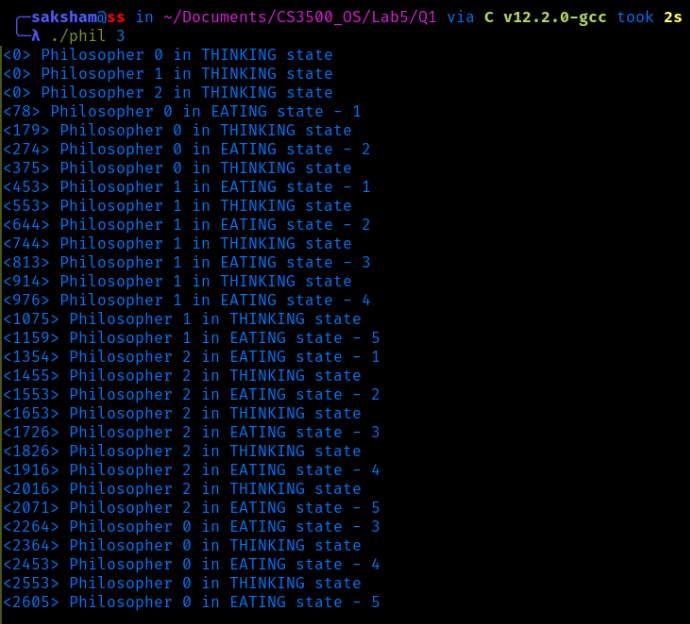 ╭─saksham@ss in ~/Documents/CS3500_OS/Lab5/Q1 via C v12.2.0-gcc took 2s
╰─λ ./phil 3
<0> Philosopher 0 in THINKING state
<0> Philosopher 1 in THINKING state
<0> Philosopher 2 in THINKING state
<78> Philosopher 0 in EATING state - 1
<179> Philosopher 0 in THINKING state
<274> Philosopher 0 in EATING state - 2
<375> Philosopher 0 in THINKING state
<453> Philosopher 1 in EATING state - 1
<553> Philosopher 1 in THINKING state
<644> Philosopher 1 in EATING state - 2
<744> Philosopher 1 in THINKING state
<813> Philosopher 1 in EATING state - 3
<914> Philosopher 1 in THINKING state
<976> Philosopher 1 in EATING state - 4
<1075> Philosopher 1 in THINKING state
<1159> Philosopher 1 in EATING state - 5
<1354> Philosopher 2 in EATING state - 1
<1455> Philosopher 2 in THINKING state
<1553> Philosopher 2 in EATING state - 2
<1653> Philosopher 2 in THINKING state
<1726> Philosopher 2 in EATING state - 3
<1826> Philosopher 2 in THINKING state
<1916> Philosopher 2 in EATING state - 4
<2016> Philosopher 2 in THINKING state
<2071> Philosopher 2 in EATING state - 5
<2264> Philosopher 0 in EATING state - 3
<2364> Philosopher 0 in THINKING state
<2453> Philosopher 0 in EATING state - 4
<2553> Philosopher 0 in THINKING state
<2605> Philosopher 0 in EATING state - 5